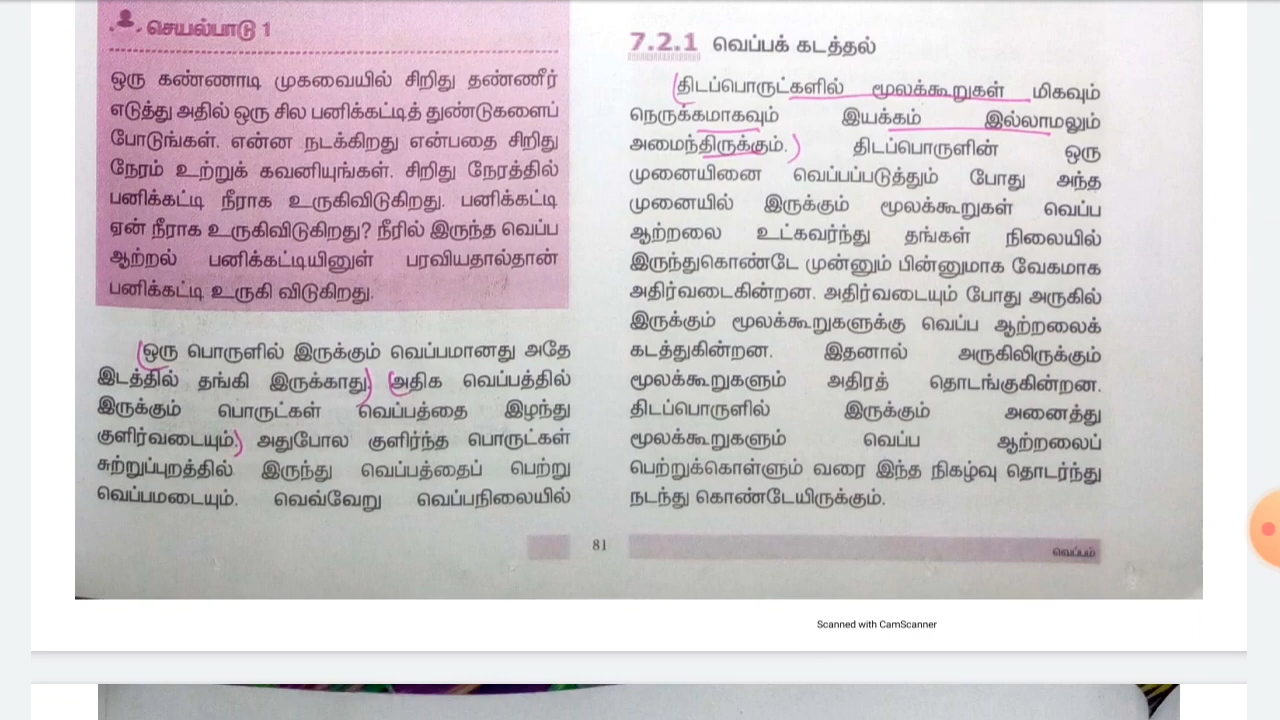 செயல்பாடு 1
ஒரு கண்ணாடி முகவையில் சிறிது தண்ணீர்
எடுத்து அதில் ஒரு சில பனிக்கட்டித் துண்டுகளைப்
போடுங்கள். என்ன நடக்கிறது என்பதை சிறிது
நேரம் உற்றுக் கவனியுங்கள். சிறிது நேரத்தில்
பனிக்கட்டி நீராக உருகிவிடுகிறது. பனிக்கட்டி
ஏன் நீராக உருகிவிடுகிறது? நீரில் இருந்த வெப்ப
ஆற்றல் பனிக்கட்டியினுள் பரவியதால்தான்
பனிக்கட்டி உருகி விடுகிறது.
ஒரு பொருளில் இருக்கும் வெப்பமானது அதே
இடத்தில் தங்கி இருக்காது. அதிக வெப்பத்தில்
இருக்கும் பொருட்கள் வெப்பத்தை இழந்து
குளிர்வடையும். அதுபோல குளிர்ந்த பொருட்கள்
சுற்றுப்புறத்தில் இருந்து வெப்பத்தைப் பெற்று
வெப்பமடையும். வெவ்வேறு வெப்பநிலையில்
7.2.1 வெப்பக் கடத்தல்
திடப்பொருட்களில் மூலக்கூறுகள் மிகவும்
நெருக்கமாகவும் இயக்கம் இல்லாமலும்
அமைந்திருக்கும். திடப்பொருளின் ஒரு
முனையினை வெப்பப்படுத்தும் போது அந்த
முனையில் இருக்கும் மூலக்கூறுகள் வெப்ப
ஆற்றலை உட்கவர்ந்து தங்கள் நிலையில்
இருந்துகொண்டே முன்னும் பின்னுமாக வேகமாக
அதிர்வடைகின்றன. அதிர்வடையும் போது அருகில்
இருக்கும் மூலக்கூறுகளுக்கு வெப்ப ஆற்றலைக்
கடத்துகின்றன. இதனால் அருகிலிருக்கும்
மூலக்கூறுகளும் அதிரத் தொடங்குகின்றன.
திடப்பொருளில் இருக்கும் அனைத்து
மூலக்கூறுகளும் வெப்ப ஆற்றலைப்
பெற்றுக்கொள்ளும் வரை இந்த நிகழ்வு தொடர்ந்து
நடந்து கொண்டேயிருக்கும்.
81
வெப்பம்
Scanned with CamScanner